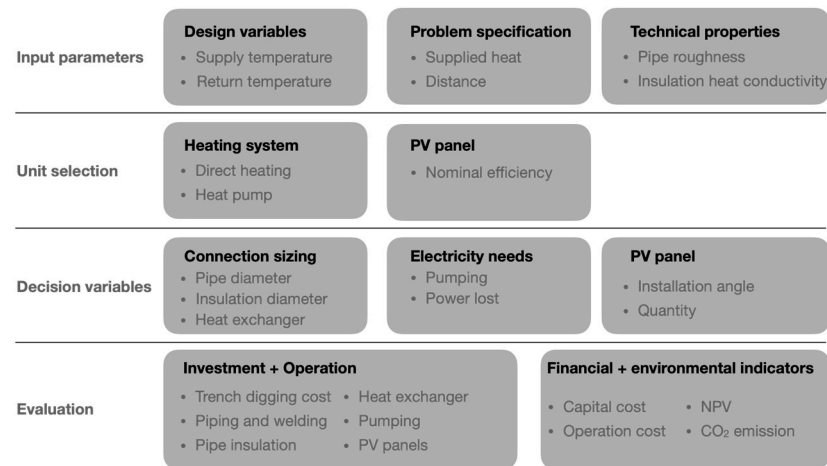 Input parameters
Design variables
• Supply temperature
• Return temperature
Problem specification
• Supplied heat
• Distance
Technical properties
• Pipe roughness
• Insulation heat conductivity
Unit selection
Heating system
• Direct heating
• Heat pump
PV panel
• Nominal efficiency
Decision variables
Connection sizing
• Pipe diameter
• Insulation diameter
• Heat exchanger
Electricity needs
• Pumping
• Power lost
PV panel
• Installation angle
• Quantity
Evaluation
Investment + Operation
• Trench digging cost
• Piping and welding
• Pipe insulation
• Heat exchanger
• Pumping
• PV panels
Financial + environmental indicators
• Capital cost
• Operation cost
• NPV
• CO₂ emission